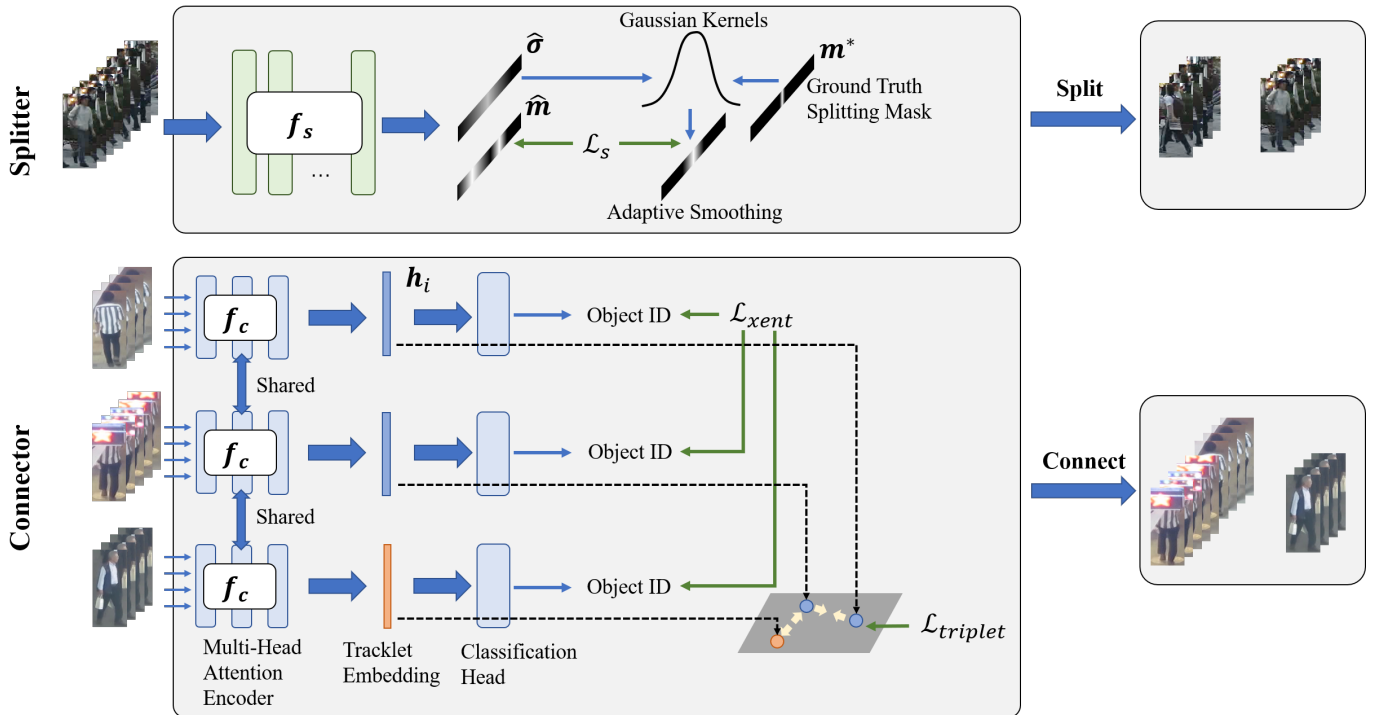 Splitter
Gaussian Kernels
σ̂
m*
m̂
Ground Truth
Splitting Mask
Split
f_s
...
ℒ_s
Adaptive Smoothing
Connector
h_i
f_c
Object ID
ℒ_xent
Shared
f_c
Object ID
Connect
Shared
f_c
Object ID
ℒ_triplet
Multi-Head
Attention
Encoder
Tracklet
Embedding
Classification
Head